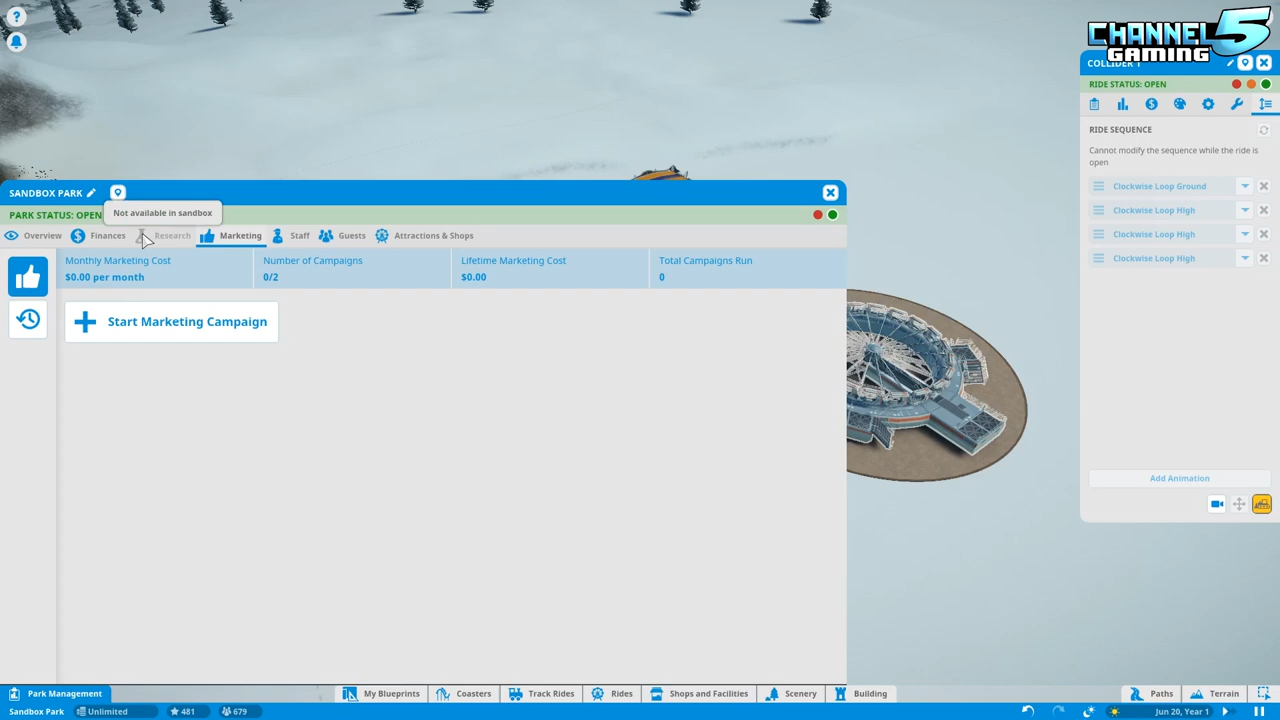 ?
CHANNEL 5
GAMING
COLLIDER 1
RIDE STATUS: OPEN
RIDE SEQUENCE
Cannot modify the sequence while the ride is
open
Clockwise Loop Ground
Clockwise Loop High
Clockwise Loop High
Clockwise Loop High
Add Animation
SANDBOX PARK
Not available in sandbox
PARK STATUS: OPEN
Overview Finances Research Marketing Staff Guests Attractions & Shops
Monthly Marketing Cost Number of Campaigns Lifetime Marketing Cost Total Campaigns Run
$0.00 per month 0/2 $0.00 0
Start Marketing Campaign
Park Management My Blueprints Coasters Track Rides Rides Shops and Facilities Scenery Building Paths Terrain
Sandbox Park Unlimited 481 679 Jun 20, Year 1